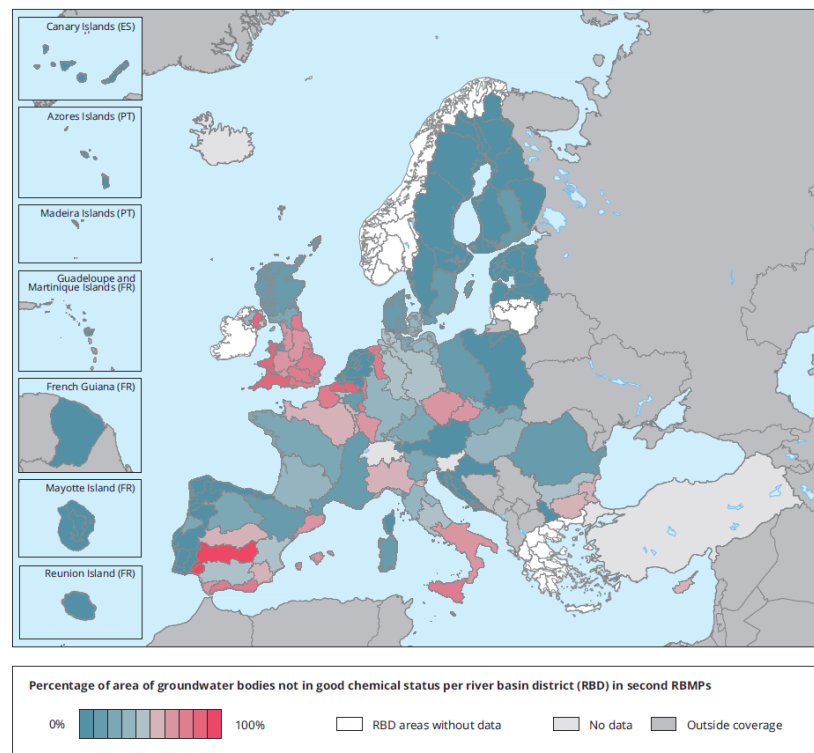 Canary Islands (ES)
Azores Islands (PT)
Madeira Islands (PT)
Guadeloupe and
Martinique Islands (FR)
French Guiana (FR)
Mayotte Island (FR)
Reunion Island (FR)
Percentage of area of groundwater bodies not in good chemical status per river basin district (RBD) in second RBMPs
0% 100% RBD areas without data No data Outside coverage